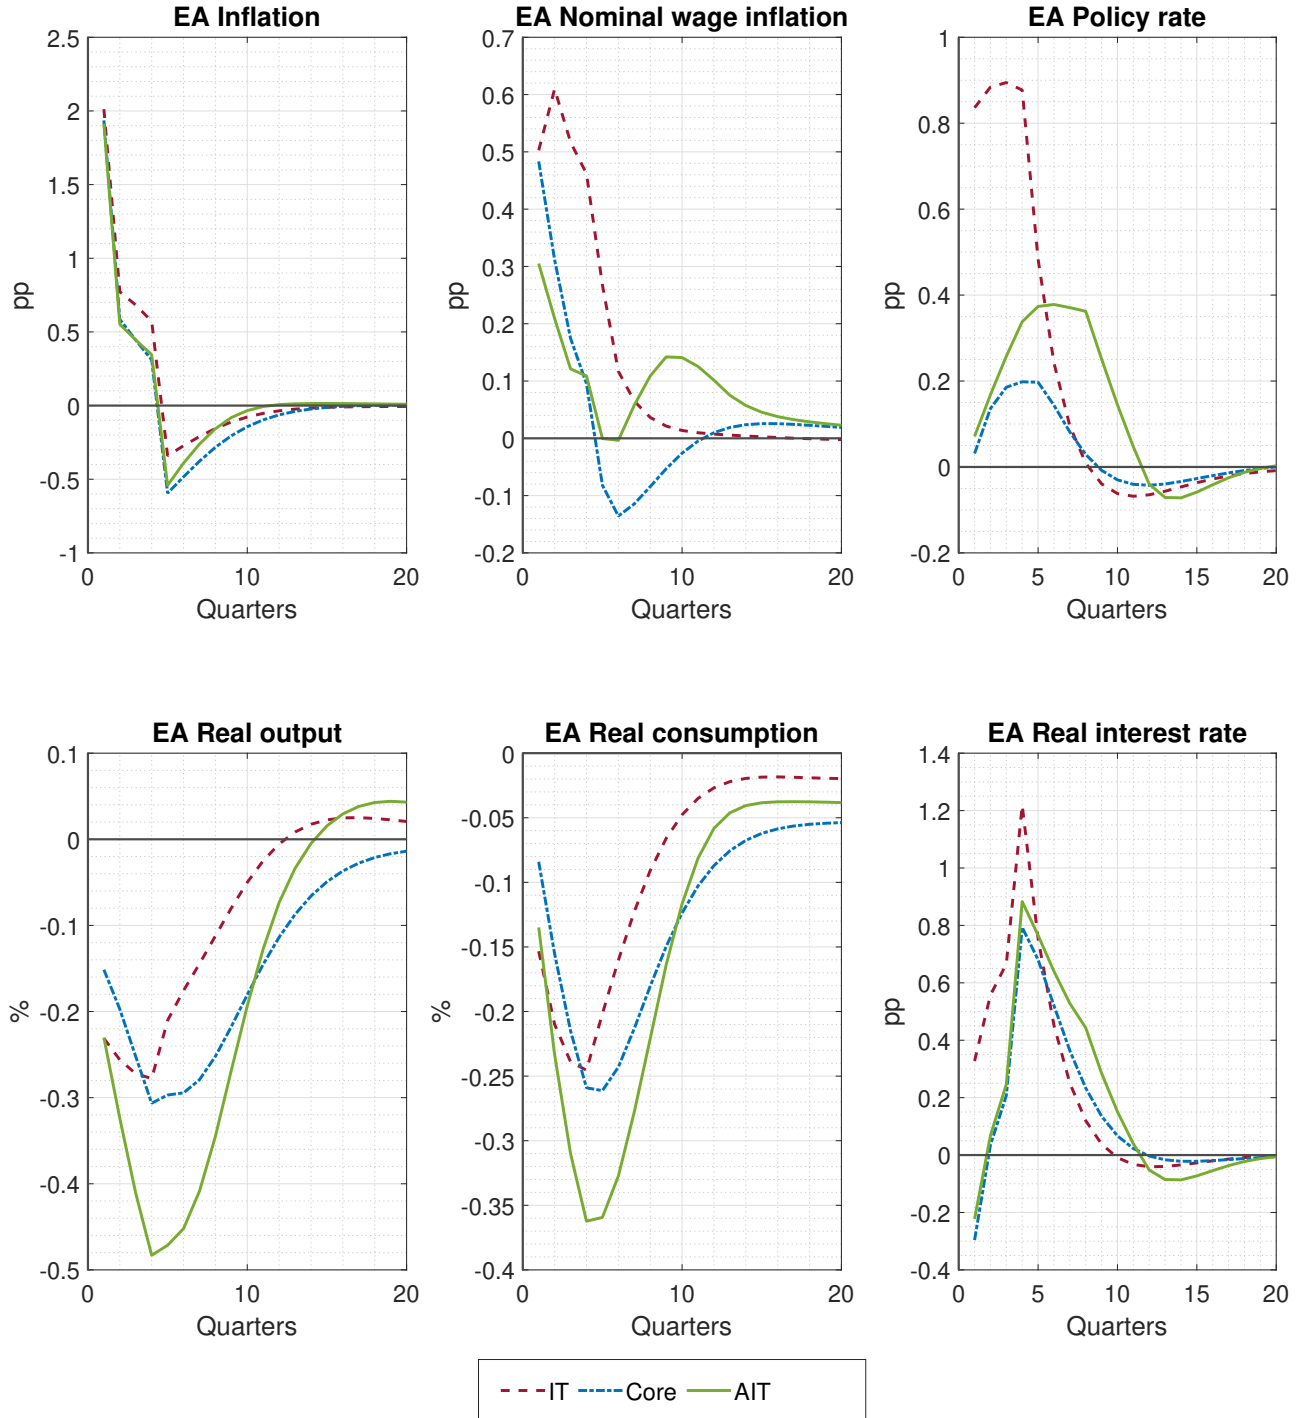 EA Inflation
2.5
2
1.5
1
0.5
0
-0.5
-1
pp
0 10 20
Quarters
EA Nominal wage inflation
0.7
0.6
0.5
0.4
0.3
0.2
0.1
0
-0.1
-0.2
pp
0 10 20
Quarters
EA Policy rate
1
0.8
0.6
0.4
0.2
0
-0.2
pp
0 5 10 15 20
Quarters
EA Real output
0.1
0
-0.1
-0.2
-0.3
-0.4
-0.5
%
0 10 20
Quarters
EA Real consumption
0
-0.05
-0.1
-0.15
-0.2
-0.25
-0.3
-0.35
-0.4
%
0 10 20
Quarters
EA Real interest rate
1.4
1.2
1
0.8
0.6
0.4
0.2
0
-0.2
-0.4
pp
0 5 10 15 20
Quarters
IT Core AIT